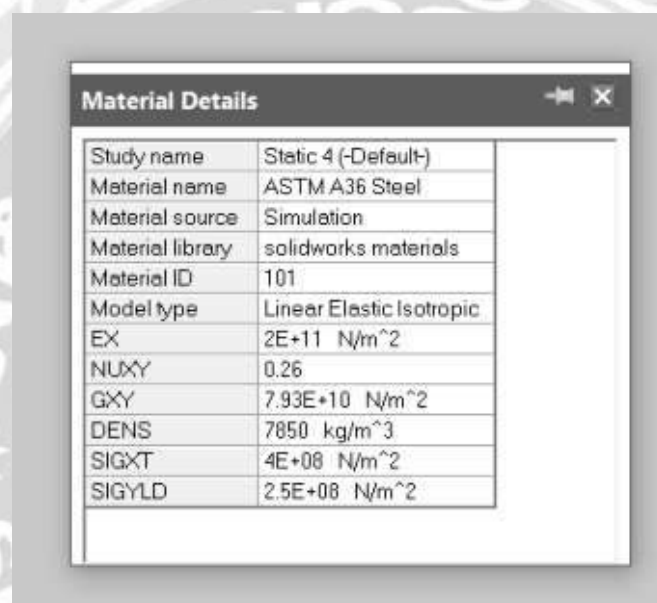 Material Details
Study name Static 4 (-Default-)
Material name ASTM A36 Steel
Material source Simulation
Material library solidworks materials
Material ID 101
Model type Linear Elastic Isotropic
EX 2E+11 N/m^2
NUXY 0.26
GXY 7.93E+10 N/m^2
DENS 7850 kg/m^3
SIGXT 4E+08 N/m^2
SIGYLD 2.5E+08 N/m^2